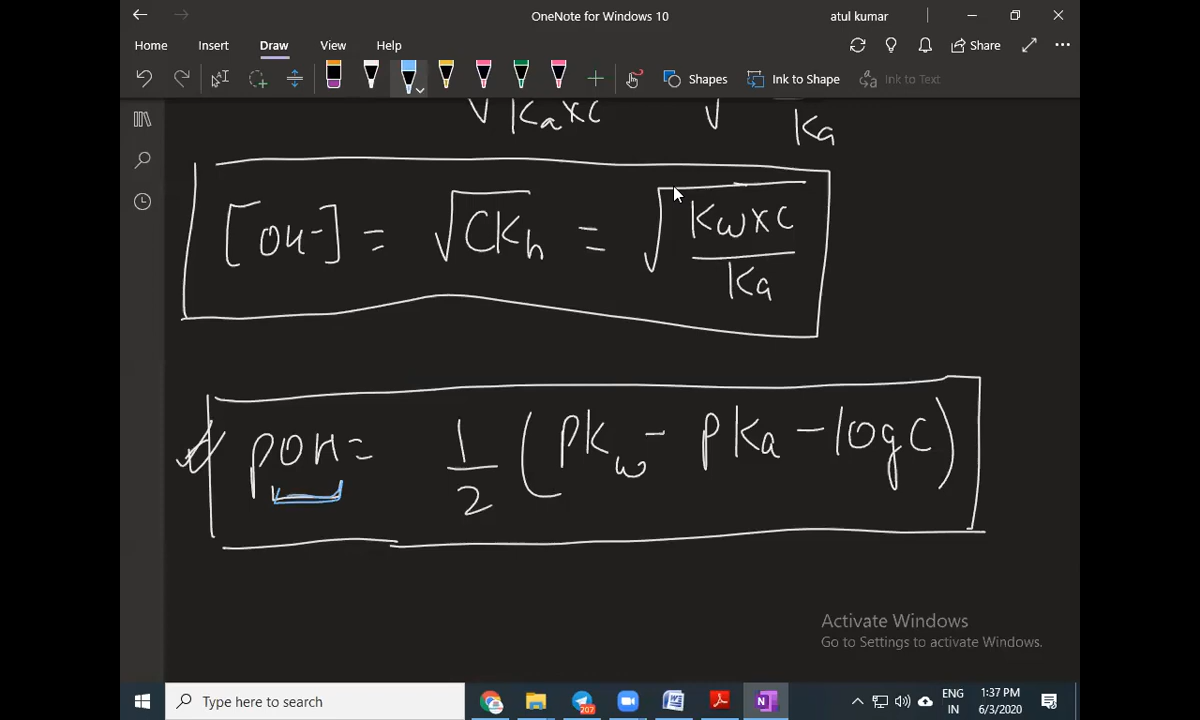 OneNote for Windows 10
atul kumar
Home Insert Draw View Help
Share
Shapes Ink to Shape Ink to Text
√Ka×C √ Ka
[OH-] = √CKh = √Kw×C/Ka
pOH= 1/2 (PKw - PKa - logC)
Activate Windows
Go to Settings to activate Windows.
Type here to search
207
W
N
ENG
IN
1:37 PM
6/3/2020